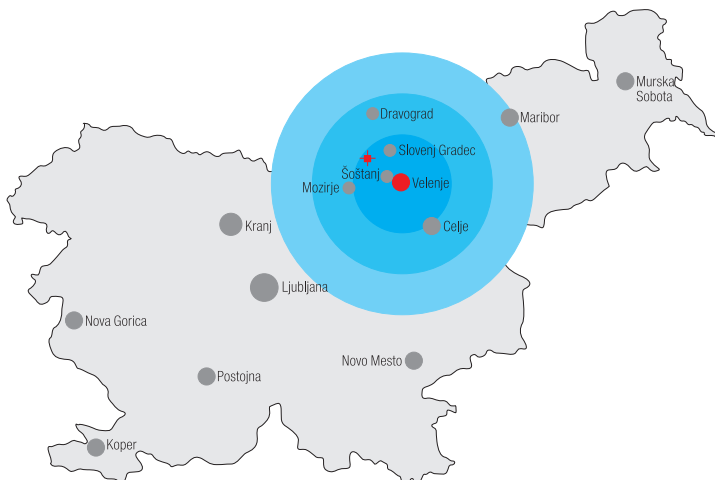 Murska
Sobota
Dravograd
Maribor
Slovenj Gradec
Šoštanj
Velenje
Mozirje
Kranj
Celje
Ljubljana
Nova Gorica
Novo Mesto
Postojna
Koper